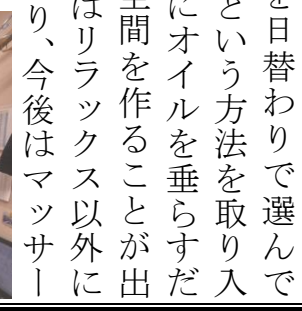 を日替わりで選んで
という方法を取り入
にオイルを垂らすだ
空間を作ることが出
はリラックス以外に
り、今後はマッサー